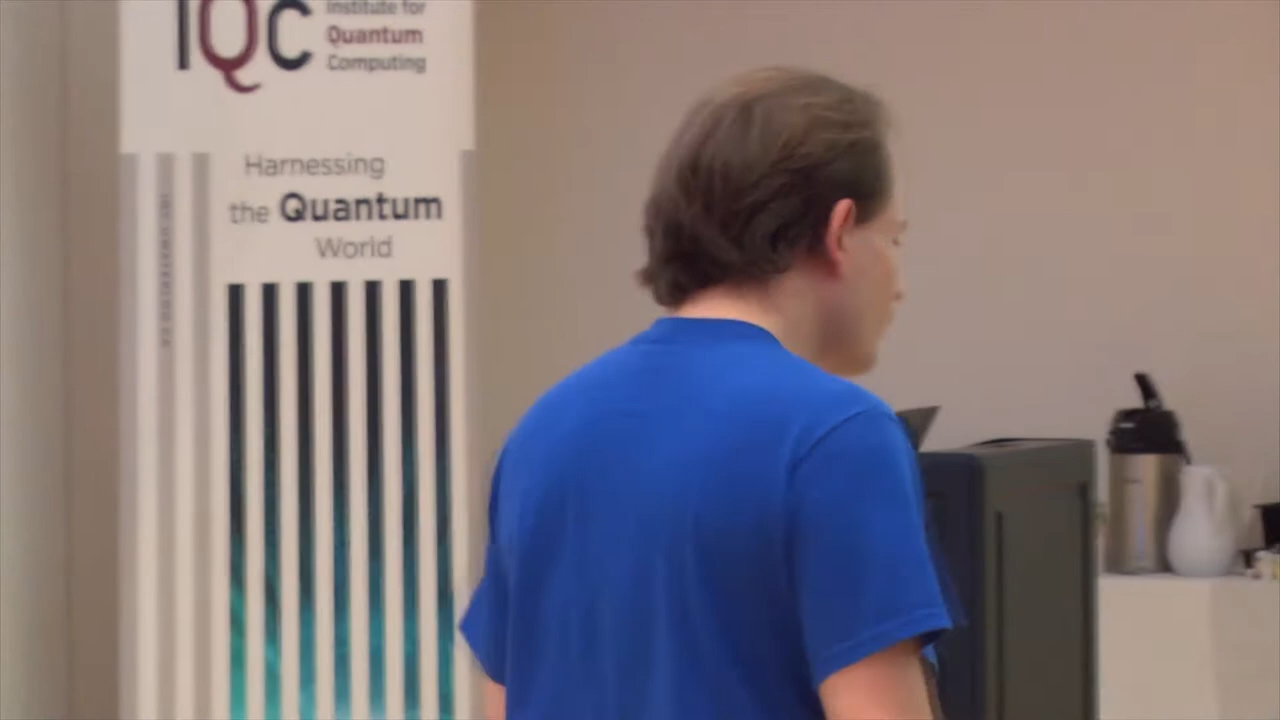 IQC
Institute for
Quantum
Computing
Harnessing
the Quantum
World